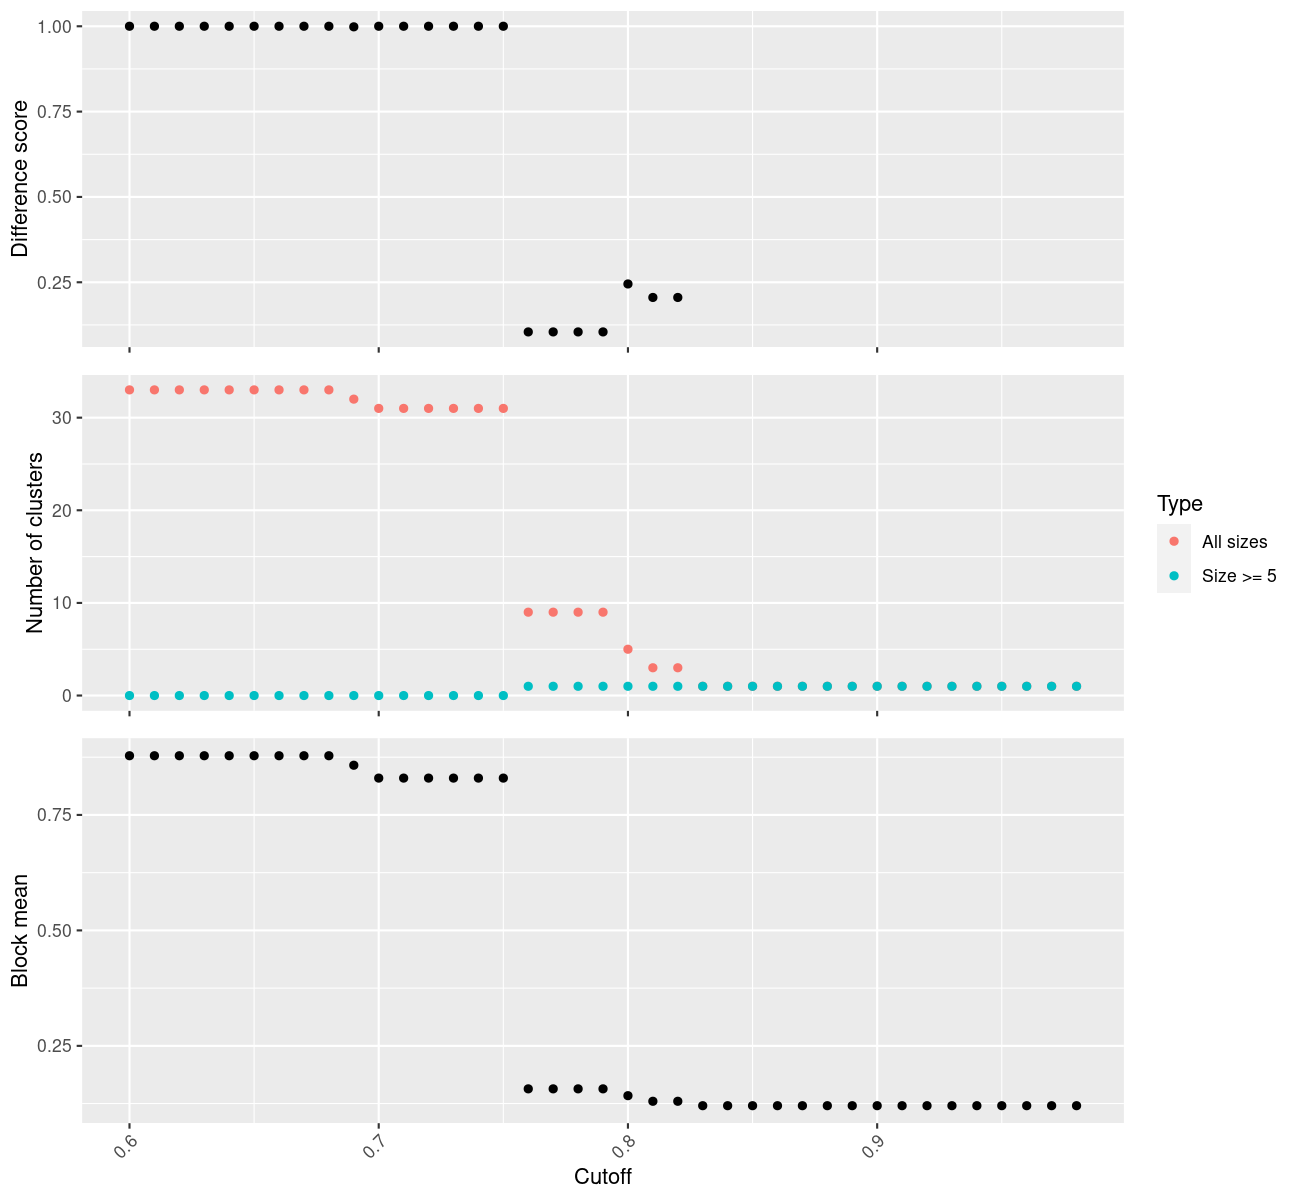 1.00
0.75
0.50
0.25
Difference score
30
20
10
0
Number of clusters
Type
All sizes
Size >= 5
0.75
0.50
0.25
Block mean
0.6
0.7
0.8
0.9
Cutoff